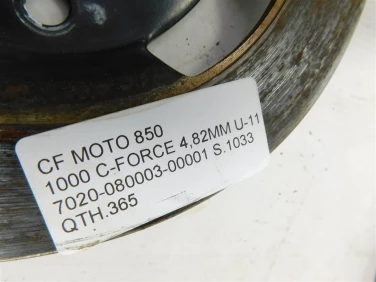 CF MOTO 850
1000 C-FORCE 4,82MM U-11
7020-080003-00001 S.1033
QTH.365